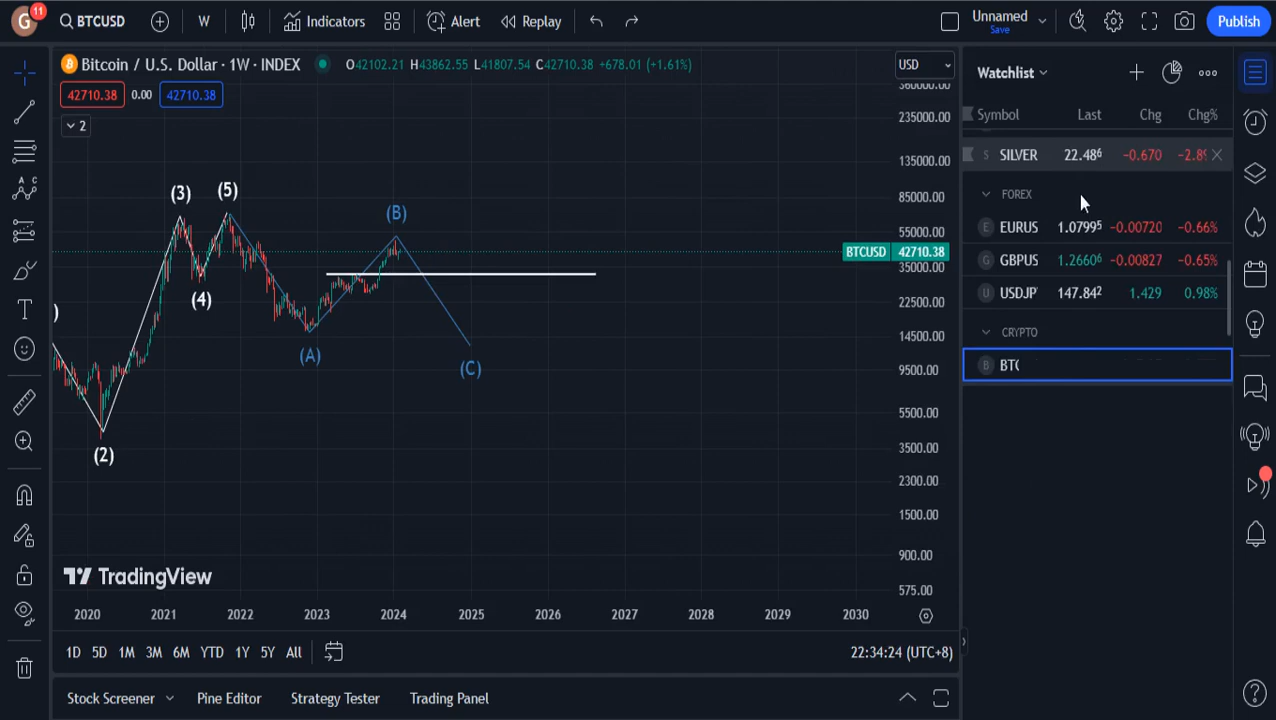 G
11
BTCUSD
W
Indicators
Alert
Replay
Unnamed
Save
Publish
Bitcoin / U.S. Dollar · 1W · INDEX
O42102.21 H43862.55 L41807.54 C42710.38 +678.01 (+1.61%)
USD
42710.38
0.00
42710.38
2
360000.00
235000.00
135000.00
85000.00
55000.00
BTCUSD
42710.38
35000.00
22500.00
14500.00
9500.00
5500.00
3500.00
2300.00
1500.00
900.00
575.00
(3)
(5)
(B)
(4)
)
(A)
(C)
(2)
TradingView
2020 2021 2022 2023 2024 2025 2026 2027 2028 2029 2030
1D 5D 1M 3M 6M YTD 1Y 5Y All
22:34:24 (UTC+8)
Stock Screener
Pine Editor
Strategy Tester
Trading Panel
Watchlist
Symbol Last Chg Chg%
S SILVER 22.486 −0.670 −2.89
FOREX
E EURUS 1.07995 −0.00720 −0.66%
G GBPUS 1.26606 −0.00827 −0.65%
U USDJP 147.842 1.429 0.98%
CRYPTO
B BTC